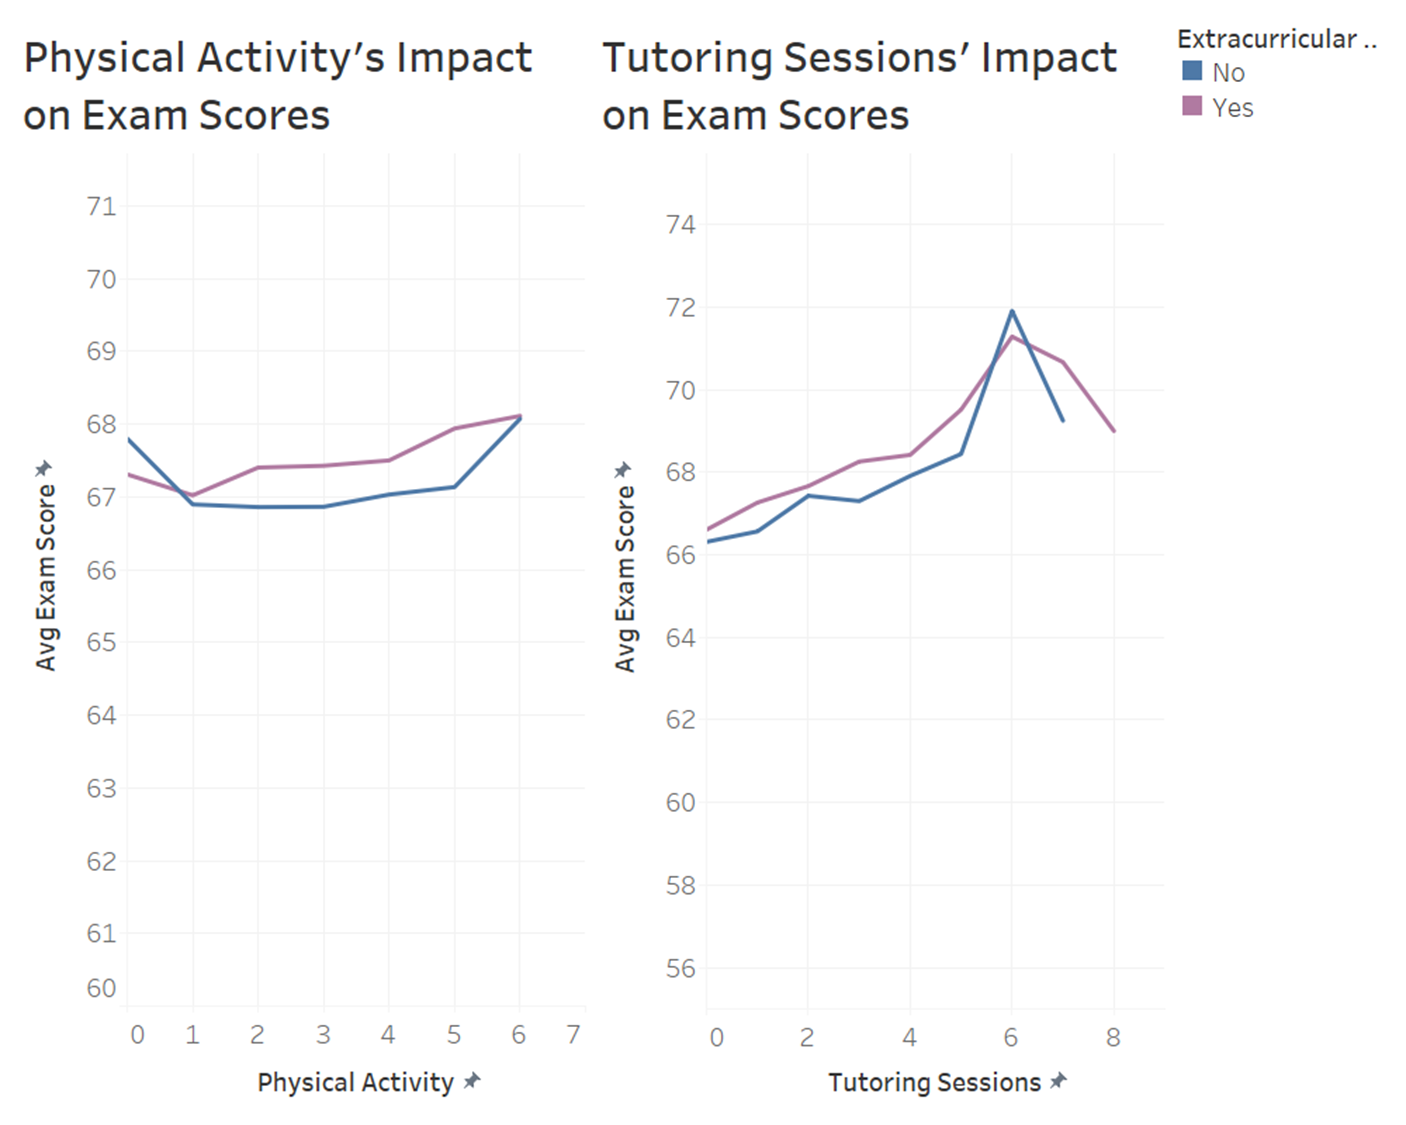 Physical Activity’s Impact
on Exam Scores
71
70
69
68
67
66
65
64
63
62
61
60
Avg Exam Score
0 1 2 3 4 5 6 7
Physical Activity
Tutoring Sessions’ Impact
on Exam Scores
74
72
70
68
66
64
62
60
58
56
Avg Exam Score
0 2 4 6 8
Tutoring Sessions
Extracurricular ..
No
Yes